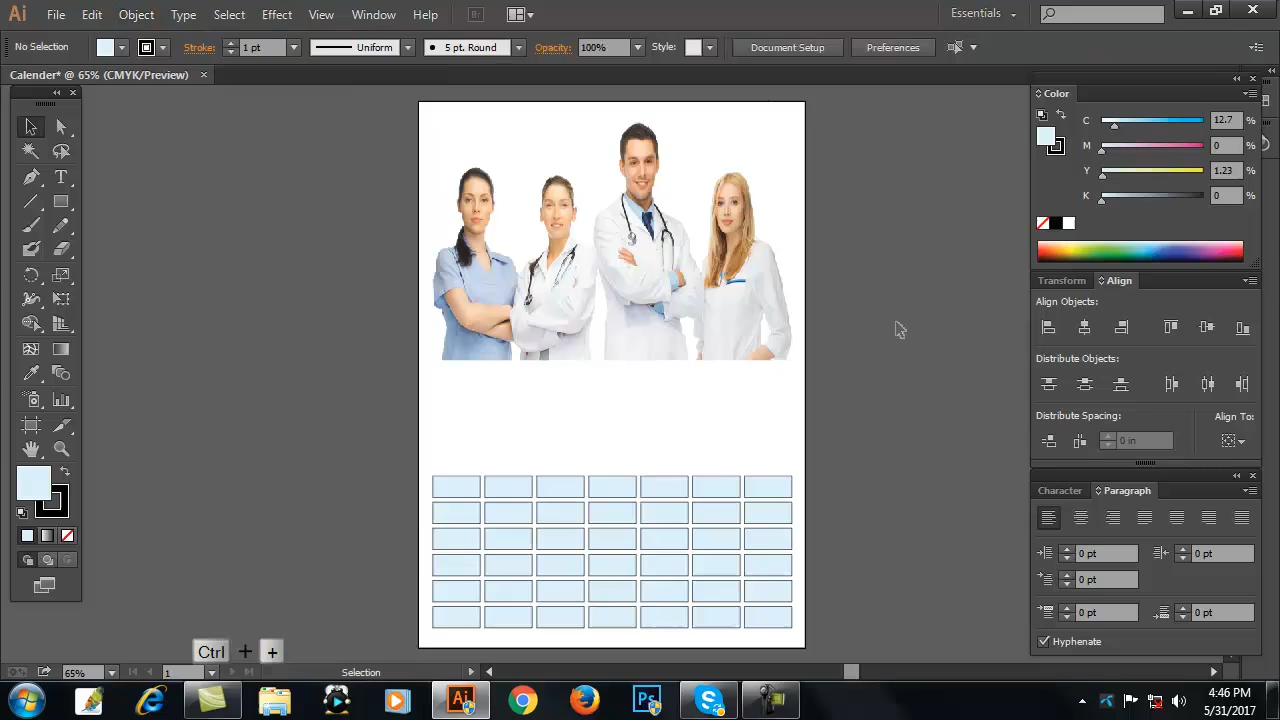 Ai File Edit Object Type Select Effect View Window Help Br Essentials
No Selection Stroke: 1 pt Uniform 5 pt. Round Opacity: 100% Style: Document Setup Preferences
Calender* @ 65% (CMYK/Preview)
Color
C 12.7 %
M 0 %
Y 1.23 %
K 0 %
Transform Align
Align Objects:
Distribute Objects:
Distribute Spacing: Align To:
0 in
Character Paragraph
0 pt 0 pt
0 pt
0 pt 0 pt
Hyphenate
Ctrl + +
65% 1 Selection
4:46 PM
5/31/2017